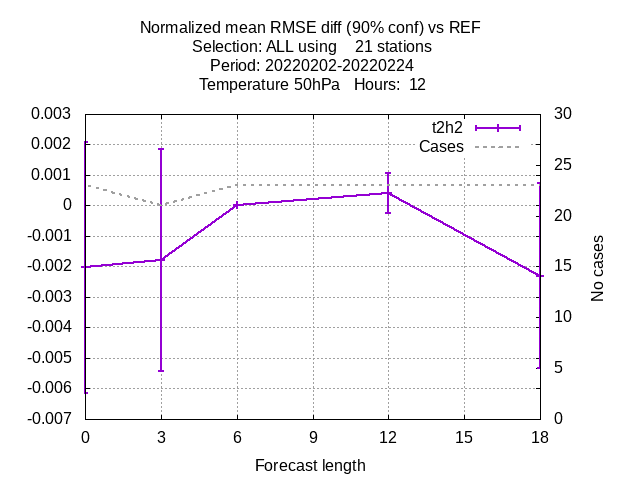 Normalized mean RMSE diff (90% conf) vs REF
Selection: ALL using    21 stations
Period: 20220202-20220224
Temperature 50hPa   Hours:  12
t2h2
Cases
0.003
0.002
0.001
0
-0.001
-0.002
-0.003
-0.004
-0.005
-0.006
-0.007
30
25
20
15
10
5
0
No cases
0 3 6 9 12 15 18
Forecast length